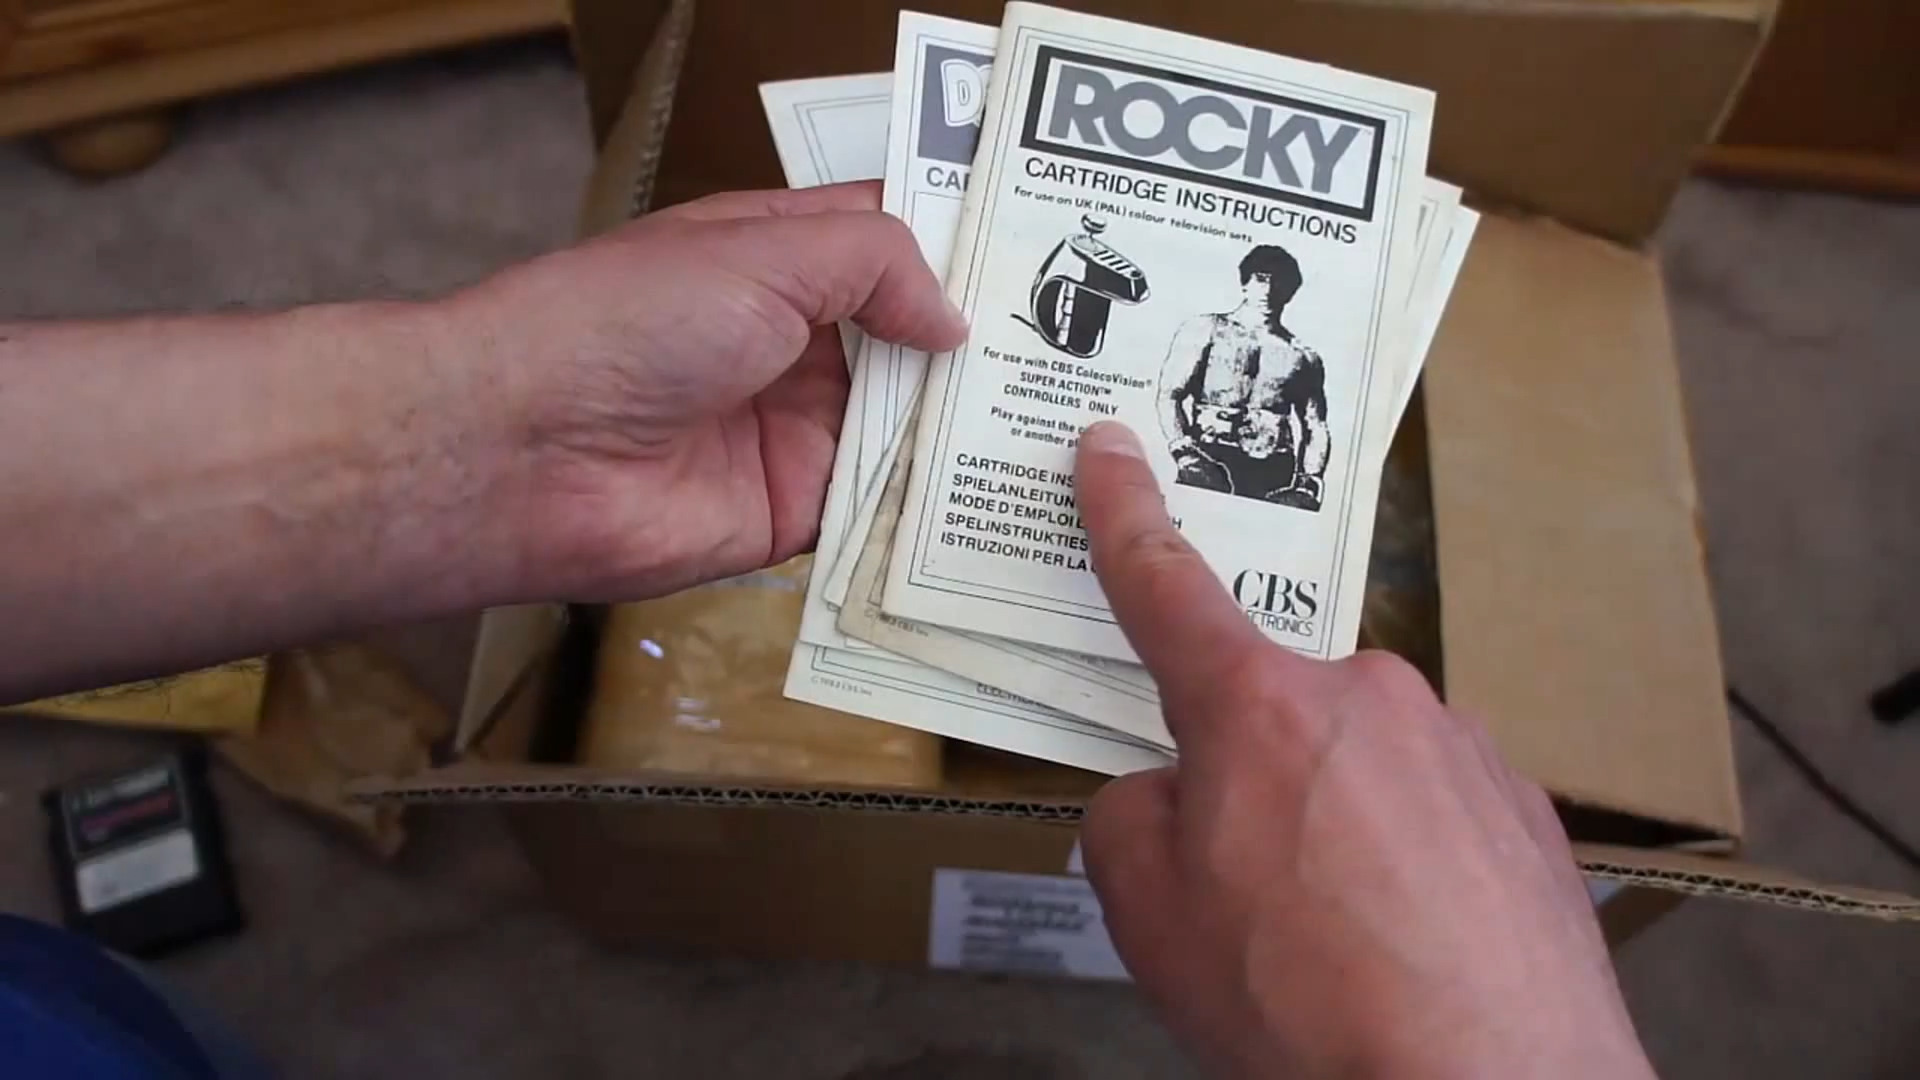 ROCKY
CARTRIDGE INSTRUCTIONS
For use on UK (PAL) colour television sets
For use with CBS ColecoVision®
SUPER ACTION™
CONTROLLERS ONLY
Play against the
or another
CARTRIDGE INS
SPIELANLEITUN
MODE D'EMPLOI
SPELINSTRUKTIES
ISTRUZIONI PER LA
CBS
CTRONICS
D
CA